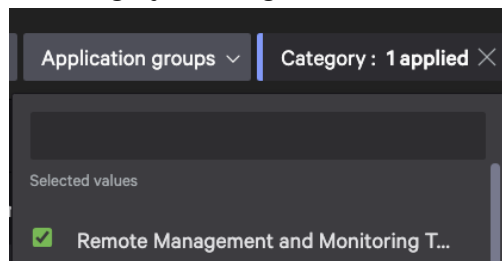 Application groups
Category : 1 applied
Selected values
Remote Management and Monitoring T...